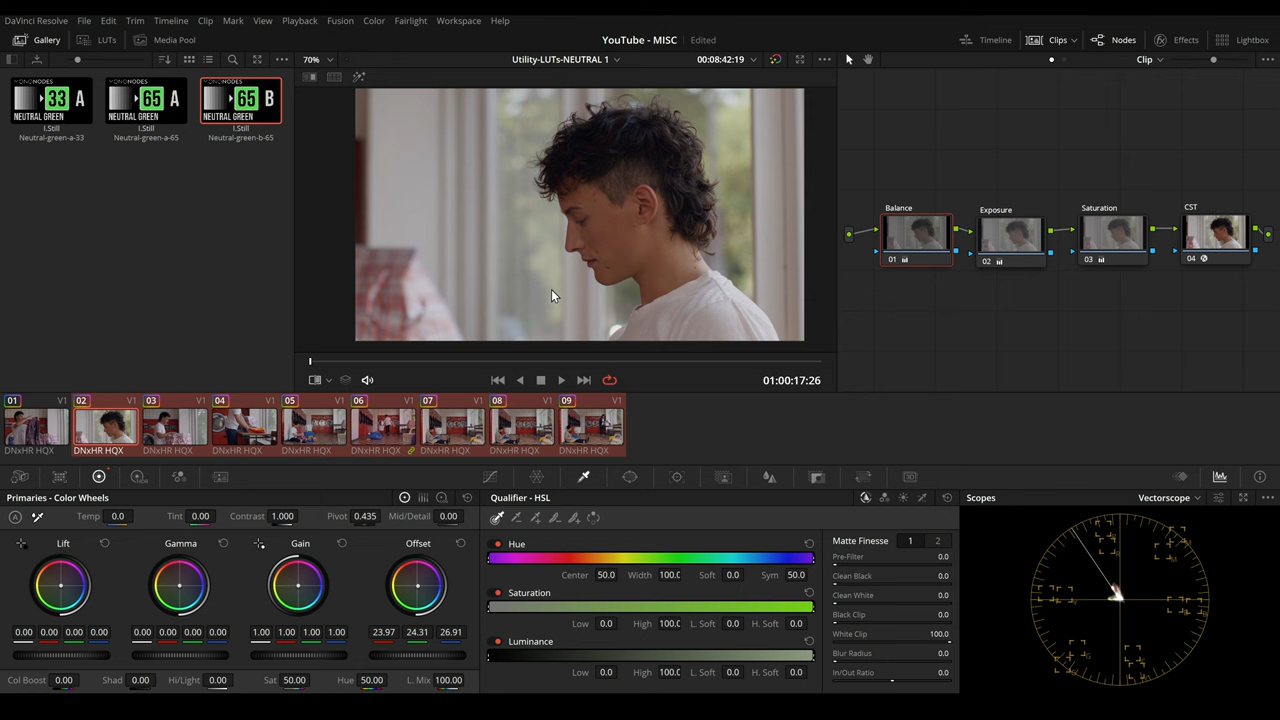 DaVinci Resolve File Edit Trim Timeline Clip Mark View Playback Fusion Color Fairlight Workspace Help
Gallery LUTs Media Pool YouTube - MISC Edited Timeline Clips Nodes Effects Lightbox
70% Utility-LUTs-NEUTRAL 1 00:08:42:19 Clip
MONONODES 33 A NEUTRAL GREEN
MONONODES 65 A NEUTRAL GREEN
MONONODES 65 B NEUTRAL GREEN
I.Still I.Still I.Still
Neutral-green-a-33 Neutral-green-a-65 Neutral-green-b-65
Balance Exposure Saturation CST
01 02 03 04
01:00:17:26
01 V1 02 V1 03 V1 04 V1 05 V1 06 V1 07 V1 08 V1 09 V1
DNxHR HQX DNxHR HQX DNxHR HQX DNxHR HQX DNxHR HQX DNxHR HQX DNxHR HQX DNxHR HQX DNxHR HQX
Primaries - Color Wheels
A Temp 0.0 Tint 0.00 Contrast 1.000 Pivot 0.435 Mid/Detail 0.00
Lift Gamma Gain Offset
0.00 0.00 0.00 0.00 0.00 0.00 0.00 0.00 1.00 1.00 1.00 1.00 23.97 24.31 26.91
Col Boost 0.00 Shad 0.00 Hi/Light 0.00 Sat 50.00 Hue 50.00 L. Mix 100.00
Qualifier - HSL
Hue
Center 50.0 Width 100.0 Soft 0.0 Sym 50.0
Saturation
Low 0.0 High 100.0 L. Soft 0.0 H. Soft 0.0
Luminance
Low 0.0 High 100.0 L. Soft 0.0 H. Soft 0.0
Matte Finesse 1 2
Pre-Filter 0.0
Clean Black 0.0
Clean White 0.0
Black Clip 0.0
White Clip 100.0
Blur Radius 0.0
In/Out Ratio 0.0
Scopes Vectorscope